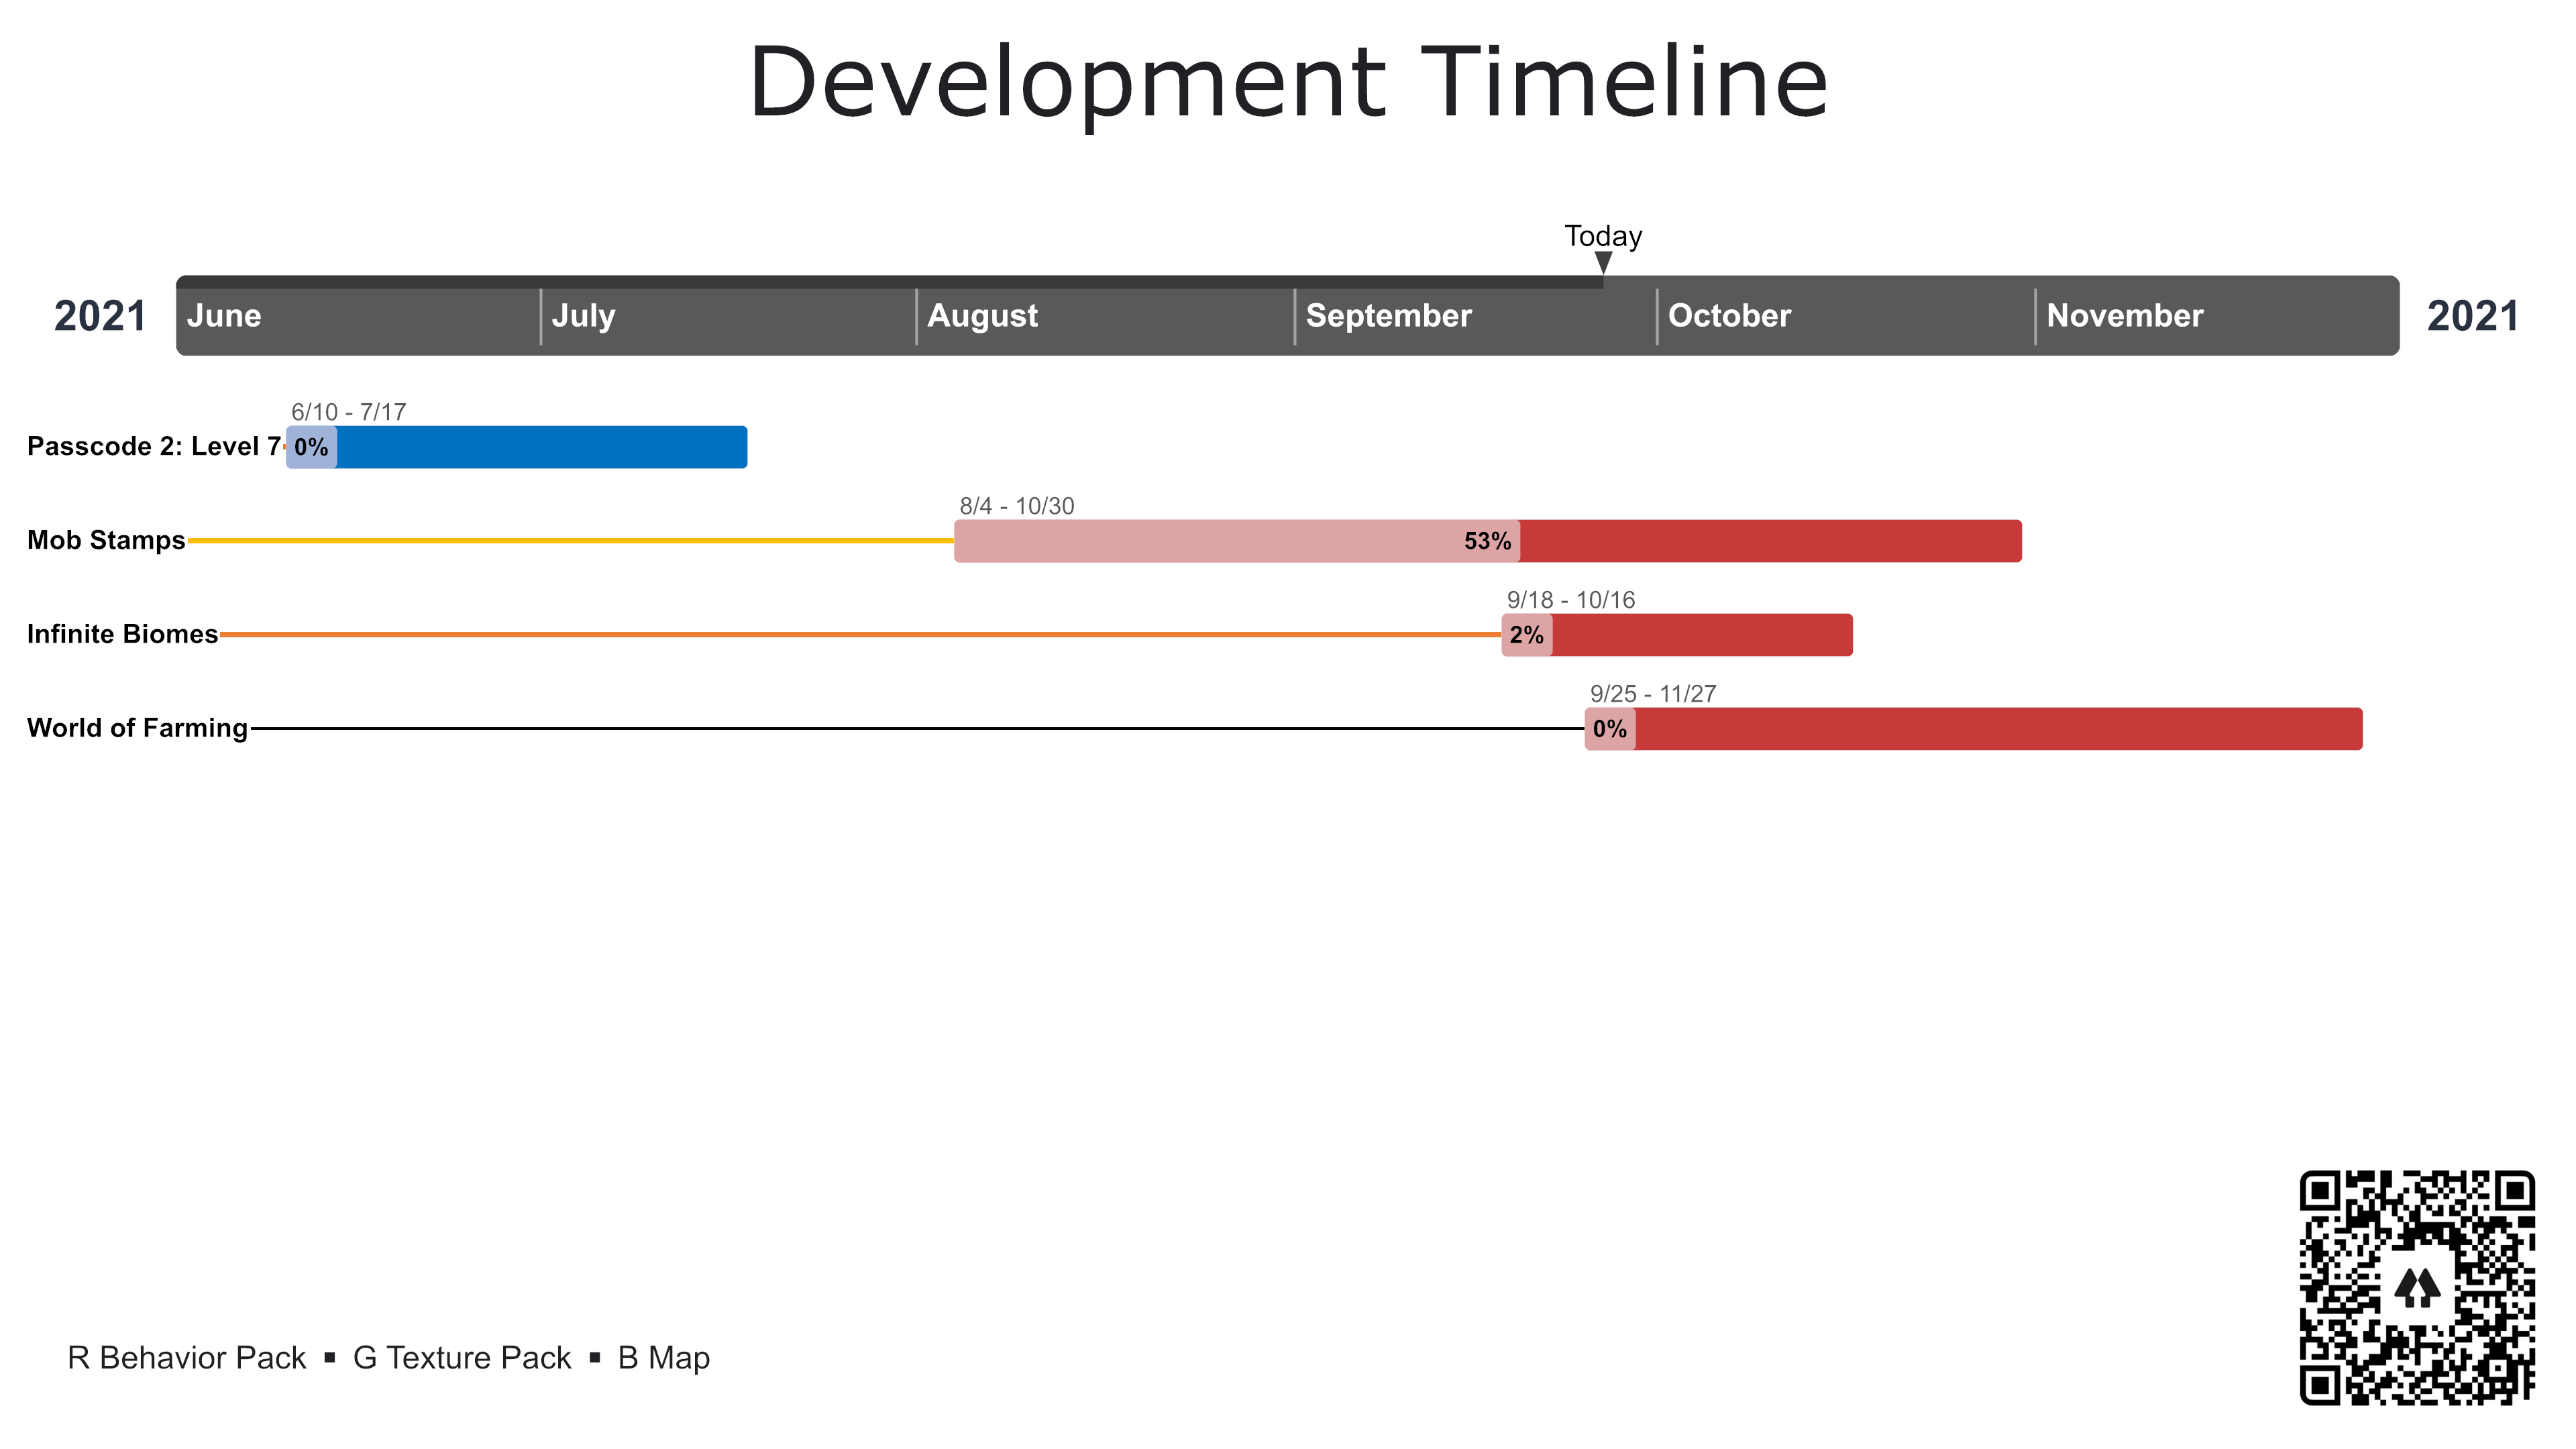 Development Timeline
Today
2021 June July August September October November 2021
6/10 - 7/17
Passcode 2: Level 7 0%
8/4 - 10/30
Mob Stamps 53%
9/18 - 10/16
Infinite Biomes 2%
9/25 - 11/27
World of Farming 0%
R Behavior Pack ▪ G Texture Pack ▪ B Map